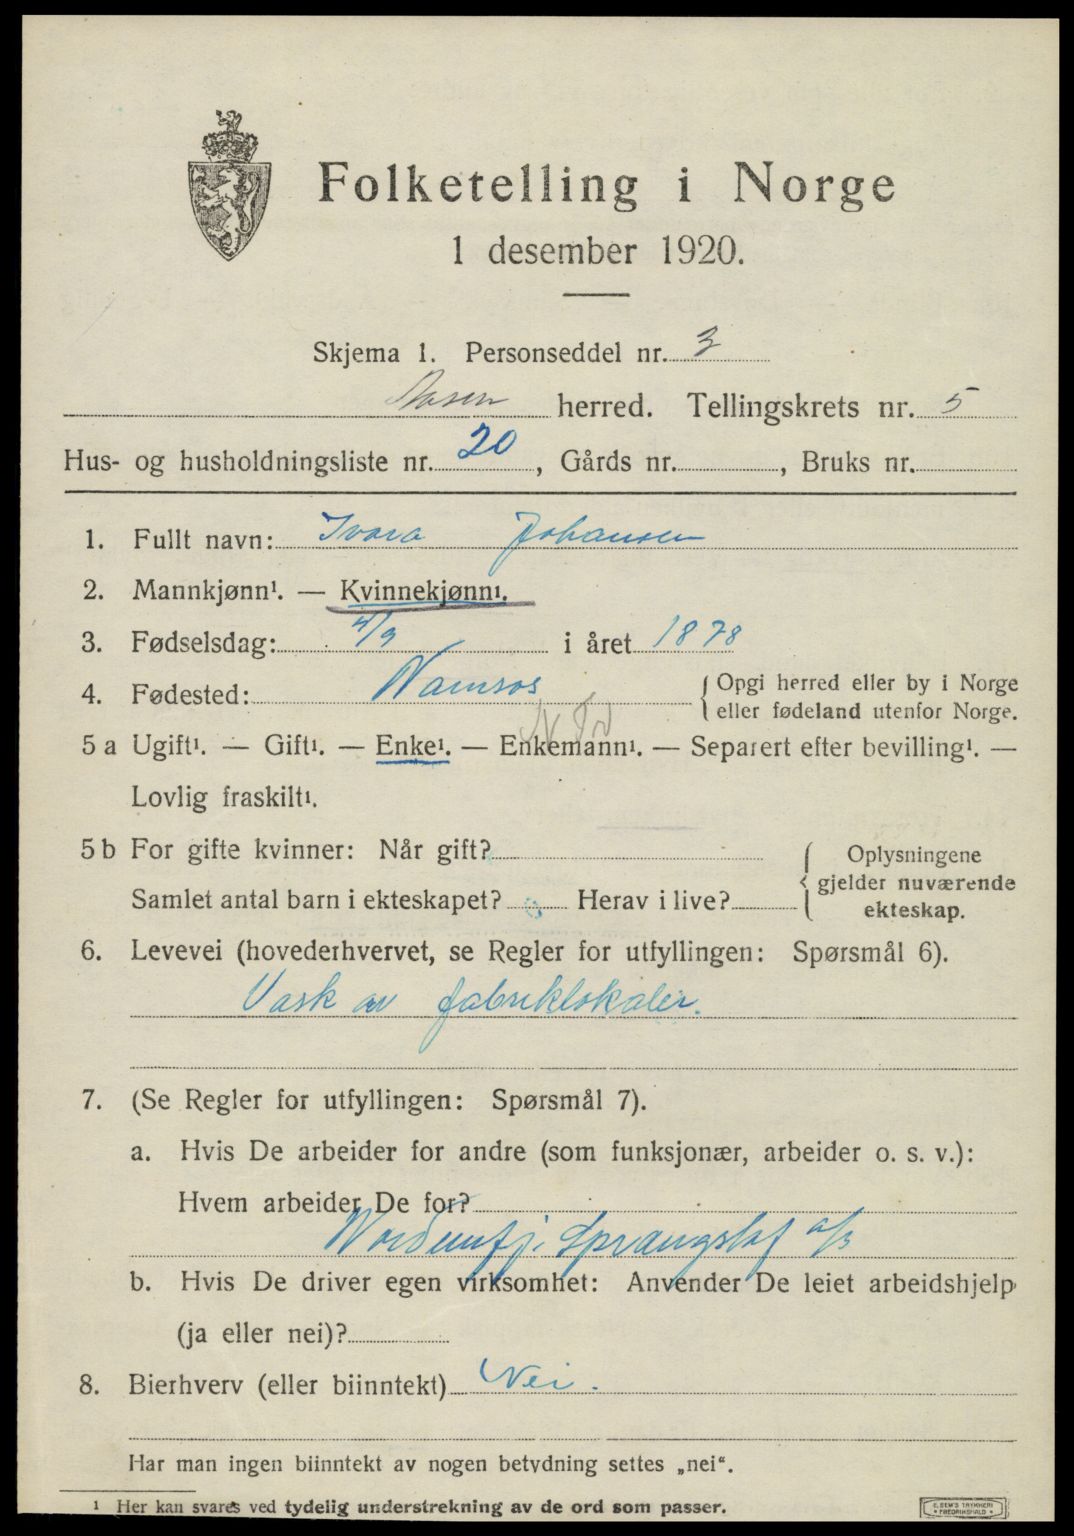 Folketelling i Norge
1 desember 1920.
Skjema 1. Personseddel nr. 3
Aasen herred. Tellingskrets nr. 5
Hus- og husholdningsliste nr. 20, Gårds nr. , Bruks nr.
1. Fullt navn: Ivara Johansen
2. Mannkjønn¹. — Kvinnekjønn¹.
3. Fødselsdag: 4/9 i året 1878
4. Fødested: Namsos { Opgi herred eller by i Norge
eller fødeland utenfor Norge.
N Tr
5 a Ugift¹. — Gift¹. — Enke¹. — Enkemann¹. — Separert efter bevilling¹. —
Lovlig fraskilt¹.
5 b For gifte kvinner: Når gift?
Samlet antal barn i ekteskapet? Herav i live?
{ Oplysningene
gjelder nuværende
ekteskap.
6. Levevei (hovederhvervet, se Regler for utfyllingen: Spørsmål 6).
Vask av fabriklokaler.
7. (Se Regler for utfyllingen: Spørsmål 7).
a. Hvis De arbeider for andre (som funksjonær, arbeider o. s. v.):
Hvem arbeider De for?
Nordenfj. Sprængstof a/s
b. Hvis De driver egen virksomhet: Anvender De leiet arbeidshjelp
(ja eller nei)?
8. Bierhverv (eller biinntekt) Nei.
Har man ingen biinntekt av nogen betydning settes „nei“.
¹ Her kan svares ved tydelig understrekning av de ord som passer.
E. SEM'S TRYKKERI
FREDRIKSHALD